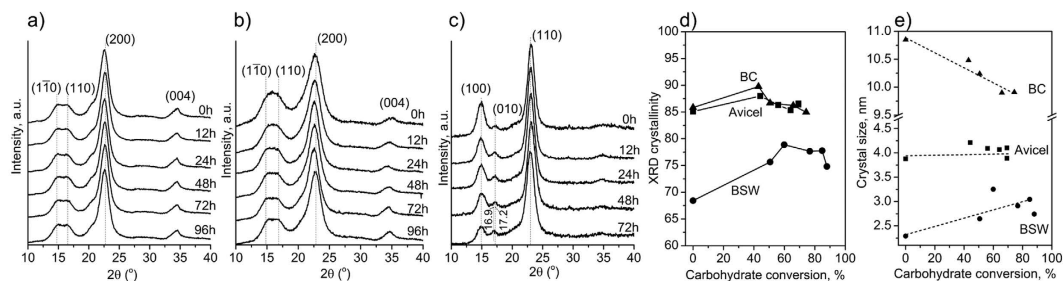 a)
(200)
(11̅0)
(110)
(004)
0h
12h
24h
48h
72h
96h
Intensity, a.u.
10 15 20 25 30 35 40
2θ (°)
b)
(200)
(11̅0)
(110)
(004)
0h
12h
24h
48h
72h
96h
Intensity, a.u.
10 15 20 25 30 35 40
2θ (°)
c)
(110)
(100)
(010)
0h
12h
24h
48h
72h
16.9
17.2
Intensity, a.u.
10 15 20 25 30 35 40
2θ (°)
d)
XRD crystallinity
100
95
90
85
80
75
70
65
60
BC
Avicel
BSW
0 20 40 60 80 100
Carbohydrate conversion, %
e)
Crystal size, nm
11.0
10.5
10.0
9.5
4.5
4.0
3.5
3.0
2.5
BC
Avicel
BSW
0 20 40 60 80 100
Carbohydrate conversion, %